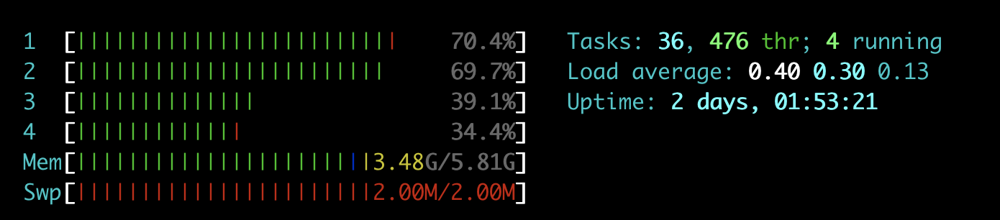 1 [||||||||||||||||||||||||| 70.4%] Tasks: 36, 476 thr; 4 running
2 [|||||||||||||||||||||||| 69.7%] Load average: 0.40 0.30 0.13
3 [|||||||||||||| 39.1%] Uptime: 2 days, 01:53:21
4 [||||||||||||| 34.4%]
Mem[|||||||||||||||||||||||3.48G/5.81G]
Swp[|||||||||||||||||||||||2.00M/2.00M]